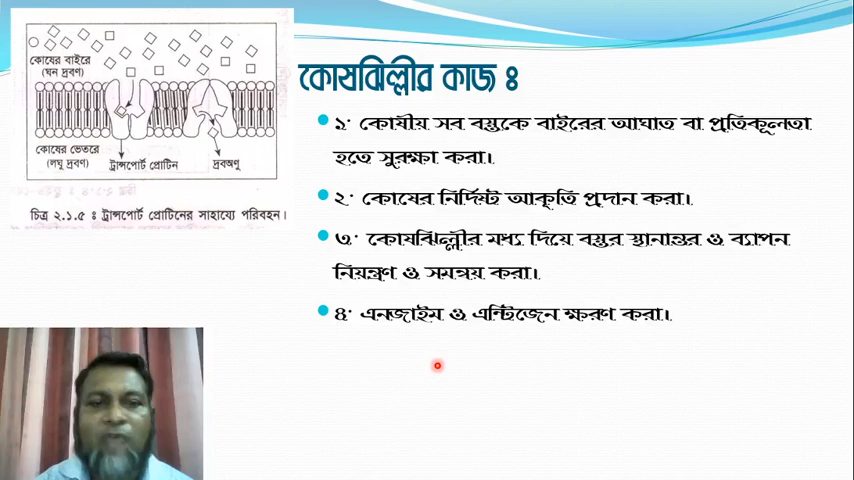 কোষের বাইরে
(ঘন দ্রবণ)
কোষের ভেতরে
(লঘু দ্রবণ)
ট্রান্সপোর্ট প্রোটিন
দ্রবঅণু
চিত্র ২.১.৫ ঃ ট্রান্সপোর্ট প্রোটিনের সাহায্যে পরিবহন।
কোষঝিল্লীর কাজ ঃ
১· কোষীয় সব বস্তুকে বাইরের আঘাত বা প্রতিকূলতা
হতে সুরক্ষা করা।
২· কোষের নির্দিষ্ট আকৃতি প্রদান করা।
৩· কোষঝিল্লীর মধ্য দিয়ে বস্তুর স্থানান্তর ও ব্যাপন
নিয়ন্ত্রণ ও সমন্বয় করা।
৪· এনজাইম ও এন্টিজেন ক্ষরণ করা।